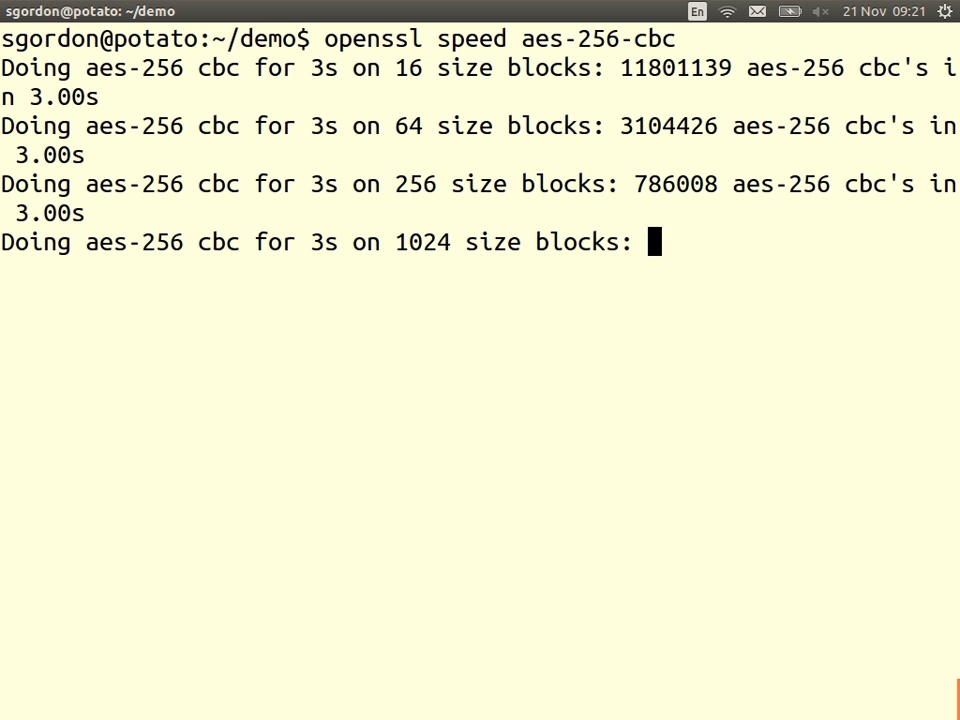 sgordon@potato: ~/demo
En
21 Nov 09:21
sgordon@potato:~/demo$ openssl speed aes-256-cbc
Doing aes-256 cbc for 3s on 16 size blocks: 11801139 aes-256 cbc's i
n 3.00s
Doing aes-256 cbc for 3s on 64 size blocks: 3104426 aes-256 cbc's in
 3.00s
Doing aes-256 cbc for 3s on 256 size blocks: 786008 aes-256 cbc's in
 3.00s
Doing aes-256 cbc for 3s on 1024 size blocks: